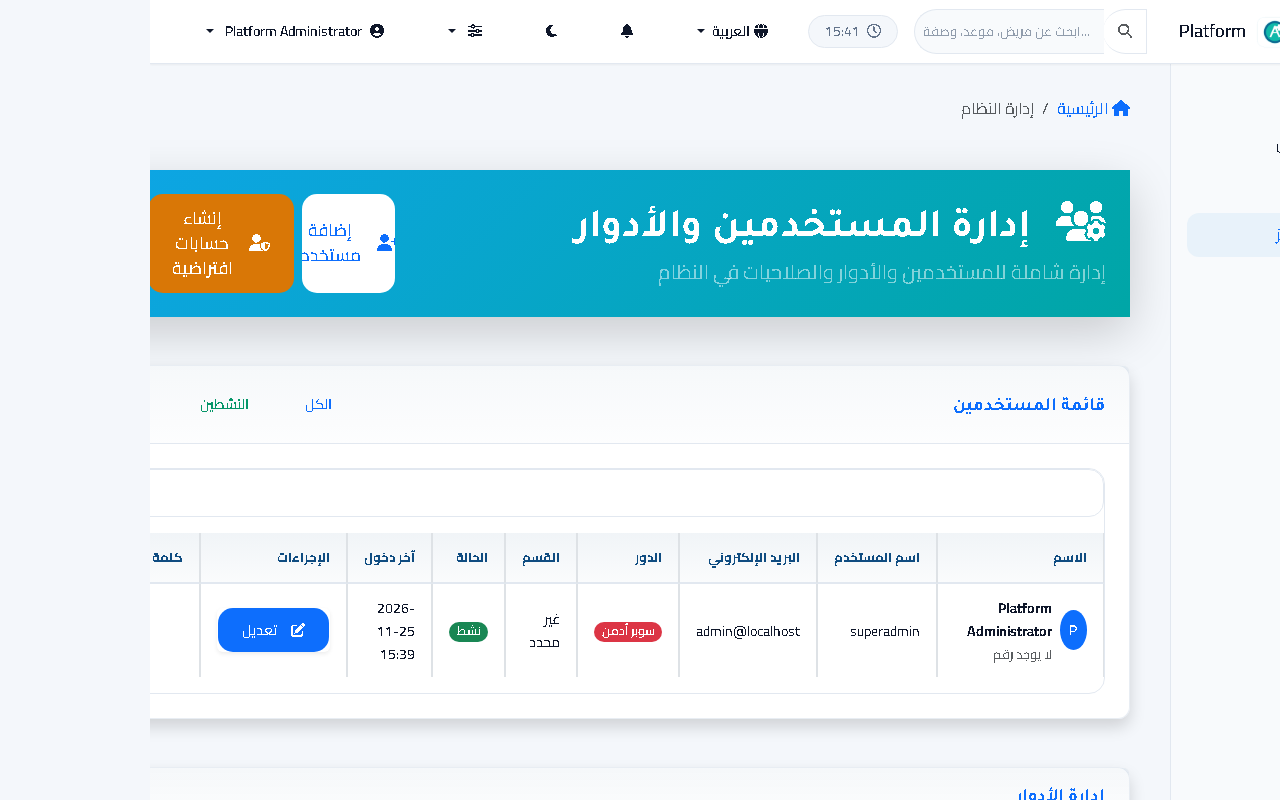 Platform
ابحث عن مريض، موعد، وصفة...
15:41
العربية
Platform Administrator
الرئيسية / إدارة النظام
إدارة المستخدمين والأدوار
إدارة شاملة للمستخدمين والأدوار والصلاحيات في النظام
إضافة
مستخدم
إنشاء
حسابات
افتراضية
قائمة المستخدمين
الكل
النشطين
الاسم
اسم المستخدم
البريد الإلكتروني
الدور
القسم
الحالة
آخر دخول
الإجراءات
كلمة
P
Platform
Administrator
لا يوجد رقم
superadmin
admin@localhost
سوبر أدمن
غير
محدد
نشط
2026-
11-25
15:39
تعديل
إدارة الأدوار